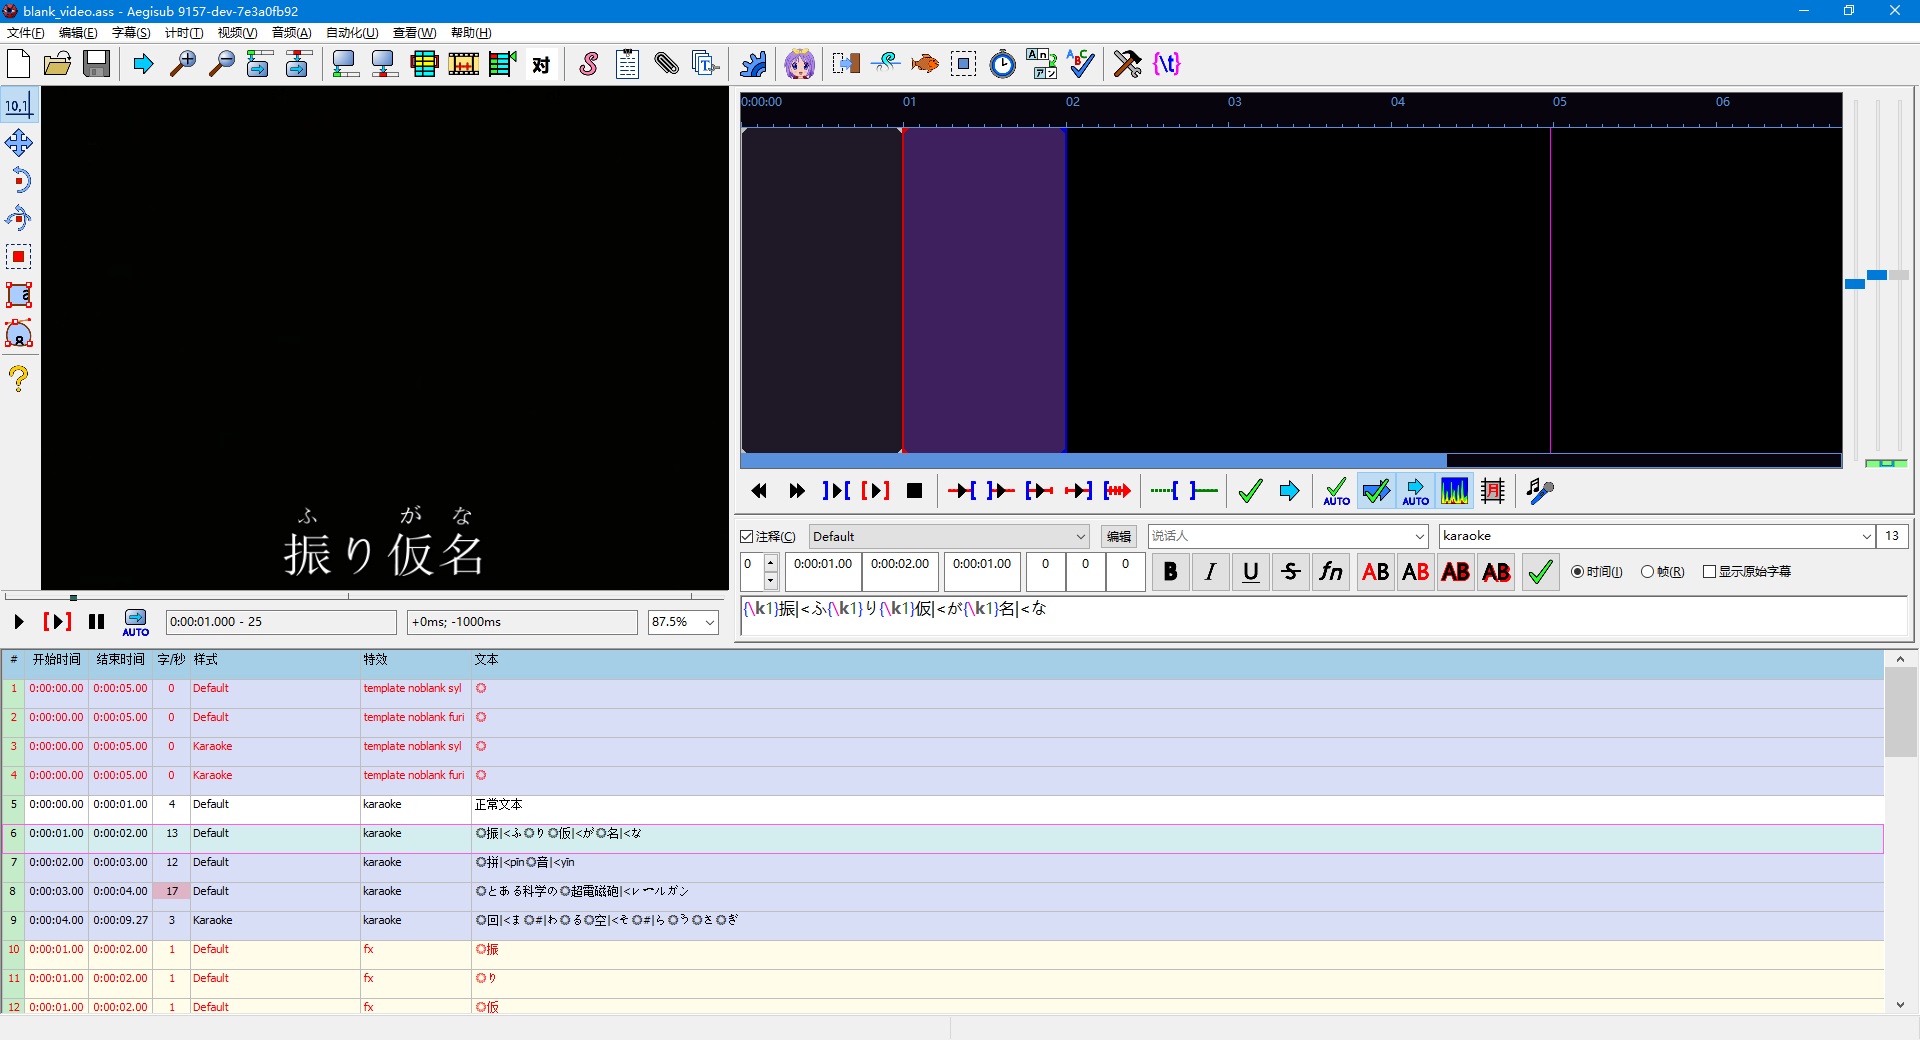 blank_video.ass - Aegisub 9157-dev-7e3a0fb92
文件(F) 编辑(E) 字幕(S) 计时(T) 视频(V) 音频(A) 自动化(U) 查看(W) 帮助(H)
对 {\t}
10,1
0:00:00 01 02 03 04 05 06
ふ が な
振り仮名
AUTO AUTO 月
注释(C) Default 编辑 说话人 karaoke 13
0 0:00:01.00 0:00:02.00 0:00:01.00 0 0 0 B I U S fn AB AB AB AB 时间(I) 帧(R) 显示原始字幕
{\k1}振|<ふ{\k1}り{\k1}仮|<が{\k1}名|<な
AUTO 0:00:01.000 - 25 +0ms; -1000ms 87.5%
# 开始时间 结束时间 字/秒 样式 特效 文本
1 0:00:00.00 0:00:05.00 0 Default template noblank syl ◎
2 0:00:00.00 0:00:05.00 0 Default template noblank furi ◎
3 0:00:00.00 0:00:05.00 0 Karaoke template noblank syl ◎
4 0:00:00.00 0:00:05.00 0 Karaoke template noblank furi ◎
5 0:00:00.00 0:00:01.00 4 Default karaoke 正常文本
6 0:00:01.00 0:00:02.00 13 Default karaoke ◎振|<ふ◎り◎仮|<が◎名|<な
7 0:00:02.00 0:00:03.00 12 Default karaoke ◎拼|<pīn◎音|<yīn
8 0:00:03.00 0:00:04.00 17 Default karaoke ◎とある科学の◎超電磁砲|<レールガン
9 0:00:04.00 0:00:09.27 3 Karaoke karaoke ◎回|<ま◎#|わ◎る◎空|<そ◎#|ら◎う◎さ◎ぎ
10 0:00:01.00 0:00:02.00 1 Default fx ◎振
11 0:00:01.00 0:00:02.00 1 Default fx ◎り
12 0:00:01.00 0:00:02.00 1 Default fx ◎仮